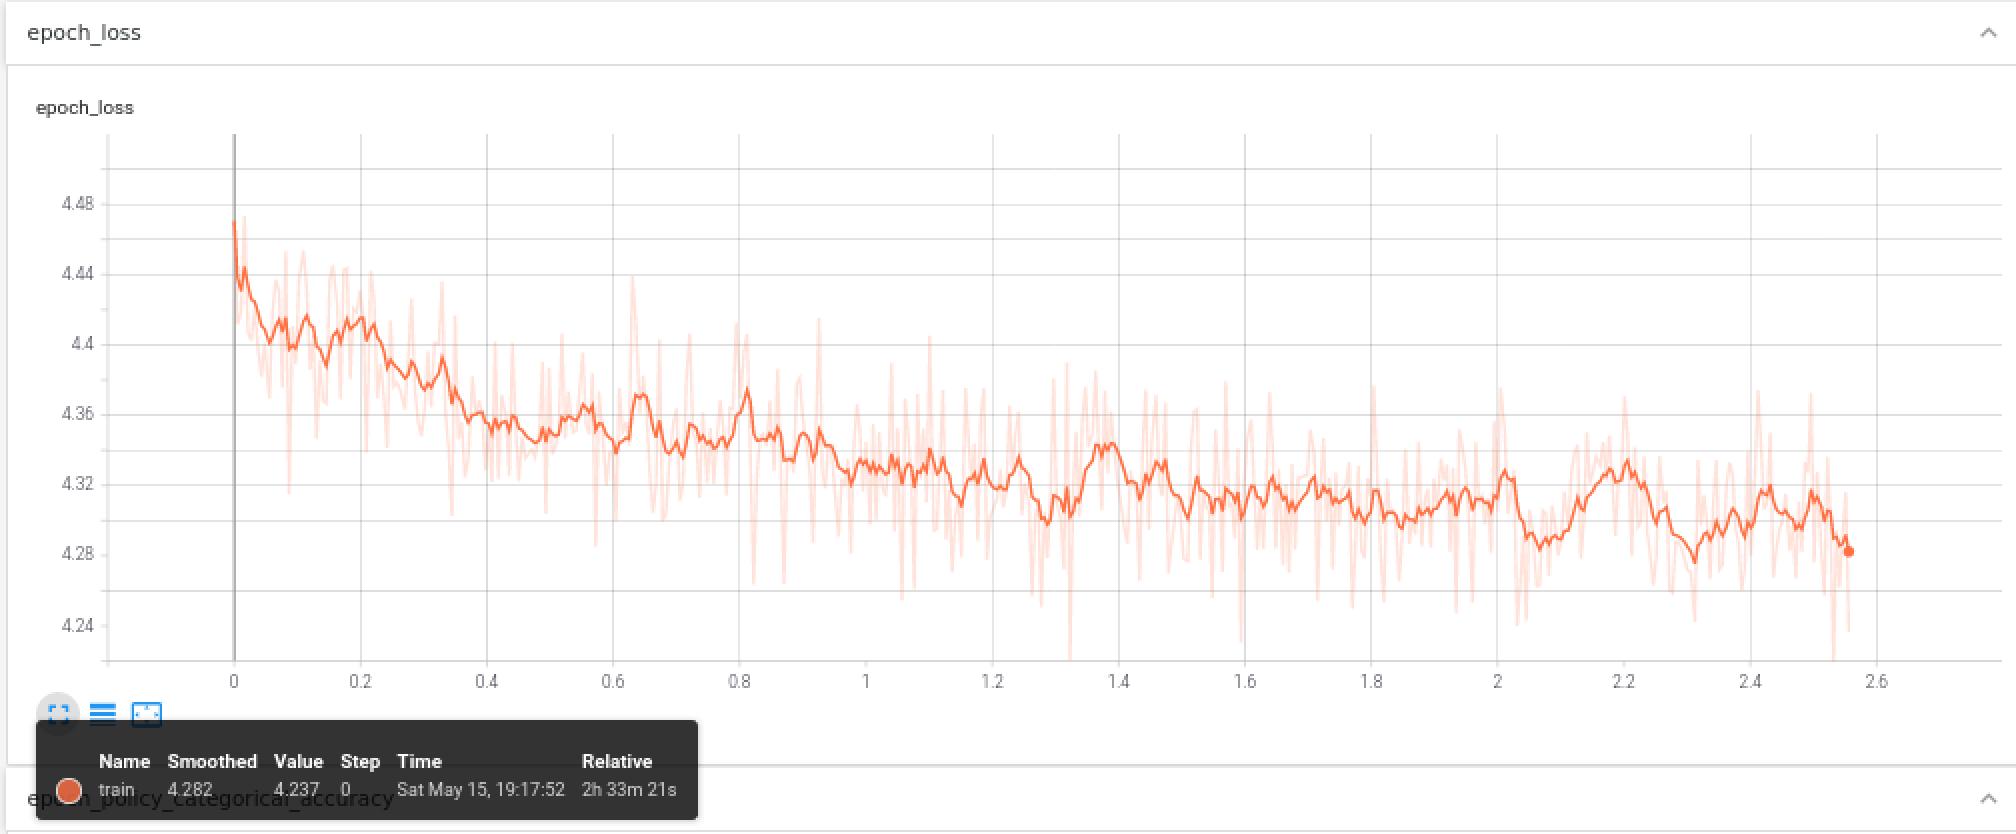 epoch_loss
epoch_loss
4.48
4.44
4.4
4.36
4.32
4.28
4.24
0 0.2 0.4 0.6 0.8 1 1.2 1.4 1.6 1.8 2 2.2 2.4 2.6
Name Smoothed Value Step Time Relative
train 4.282 4.237 0 Sat May 15, 19:17:52 2h 33m 21s
epoch_policy_categorical_accuracy